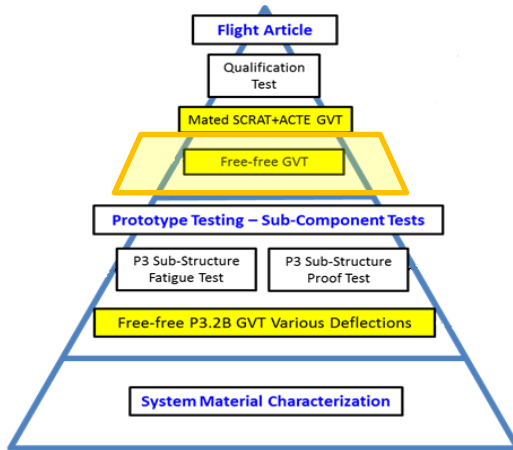 Flight Article
Qualification
Test
Mated SCRAT+ACTE GVT
Free-free GVT
Prototype Testing – Sub-Component Tests
P3 Sub-Structure
Fatigue Test
P3 Sub-Structure
Proof Test
Free-free P3.2B GVT Various Deflections
System Material Characterization